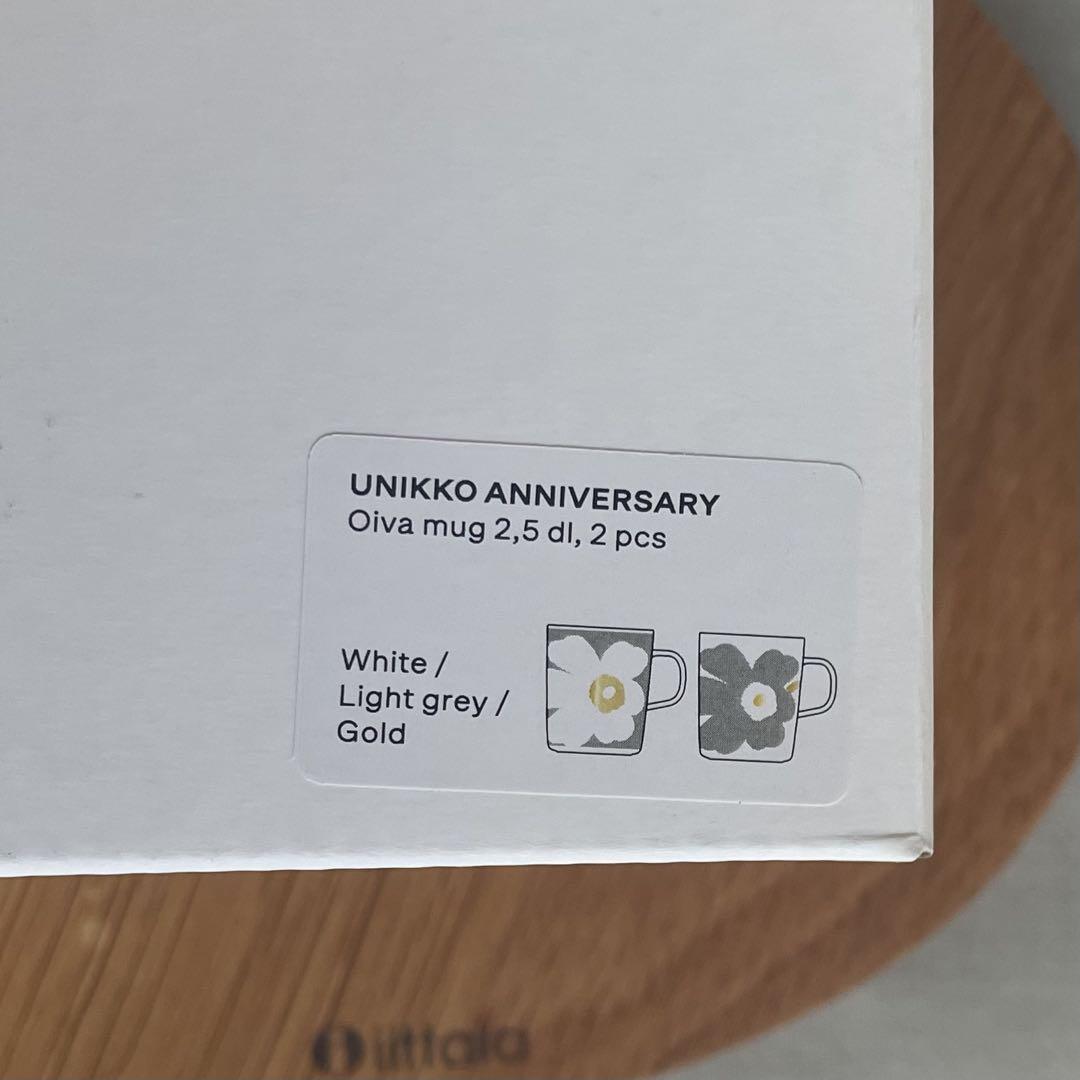 UNIKKO ANNIVERSARY
Oiva mug 2,5 dl, 2 pcs
White /
Light grey /
Gold
iittala